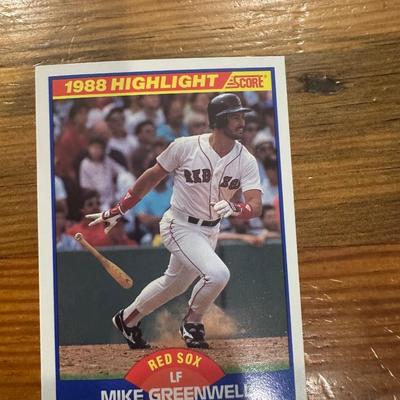 1988 HIGHLIGHT SCORE
RED SOX
RED SOX
LF
MIKE GREENWELL